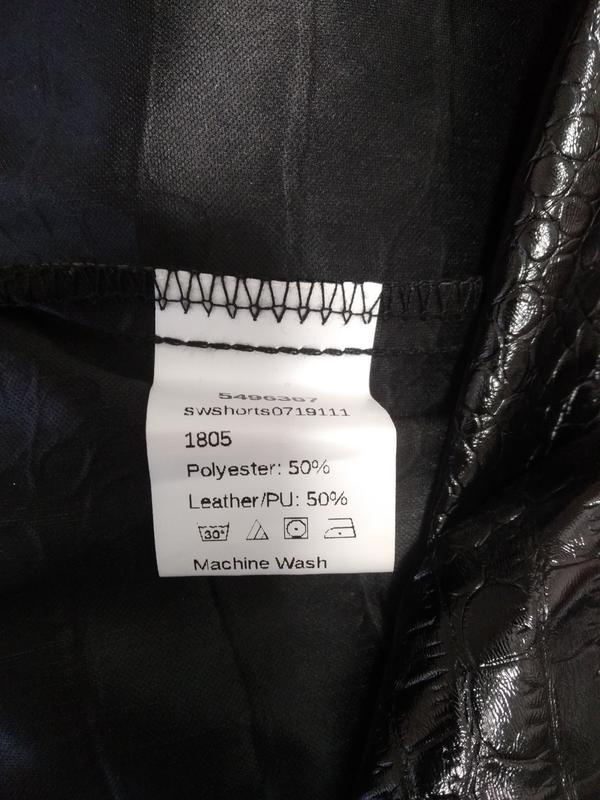 5496367
swshorts0719111
1805
Polyester: 50%
Leather/PU: 50%
30°
Machine Wash